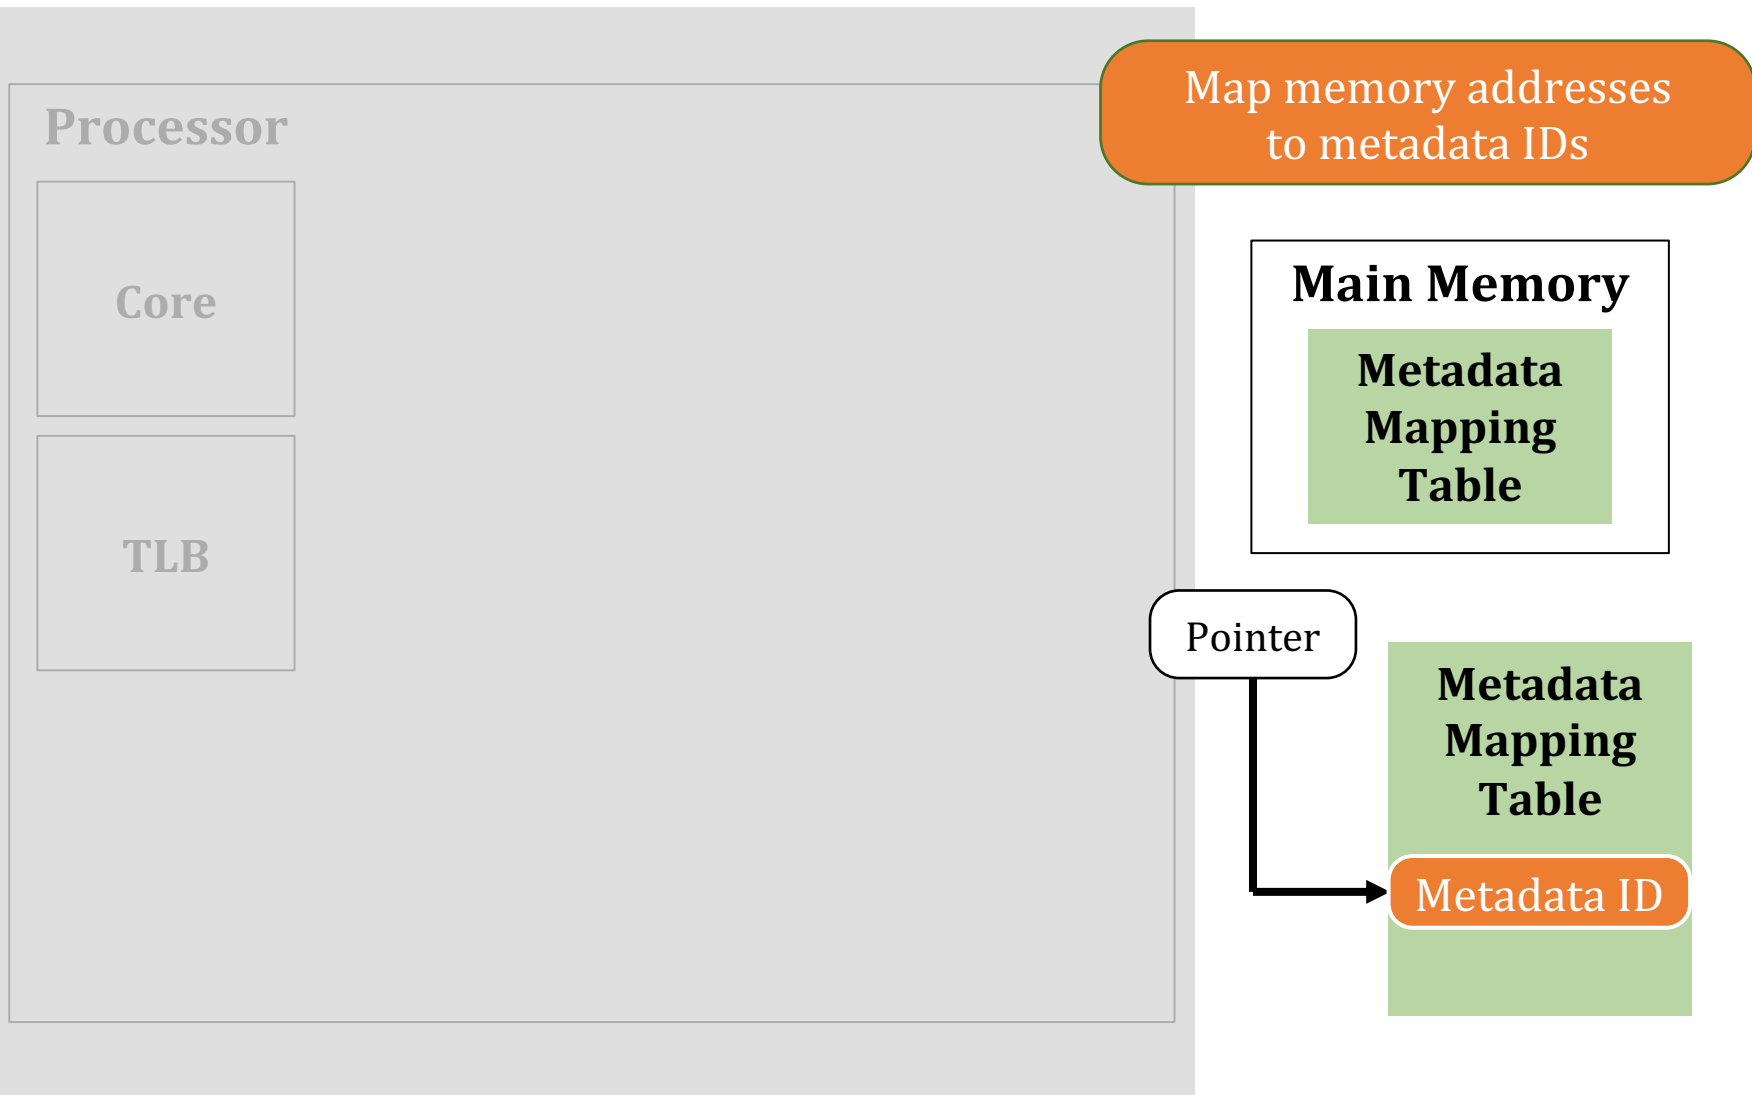 Map memory addresses
to metadata IDs
Processor
Core
TLB
Main Memory
Metadata
Mapping
Table
Pointer
Metadata
Mapping
Table
Metadata ID